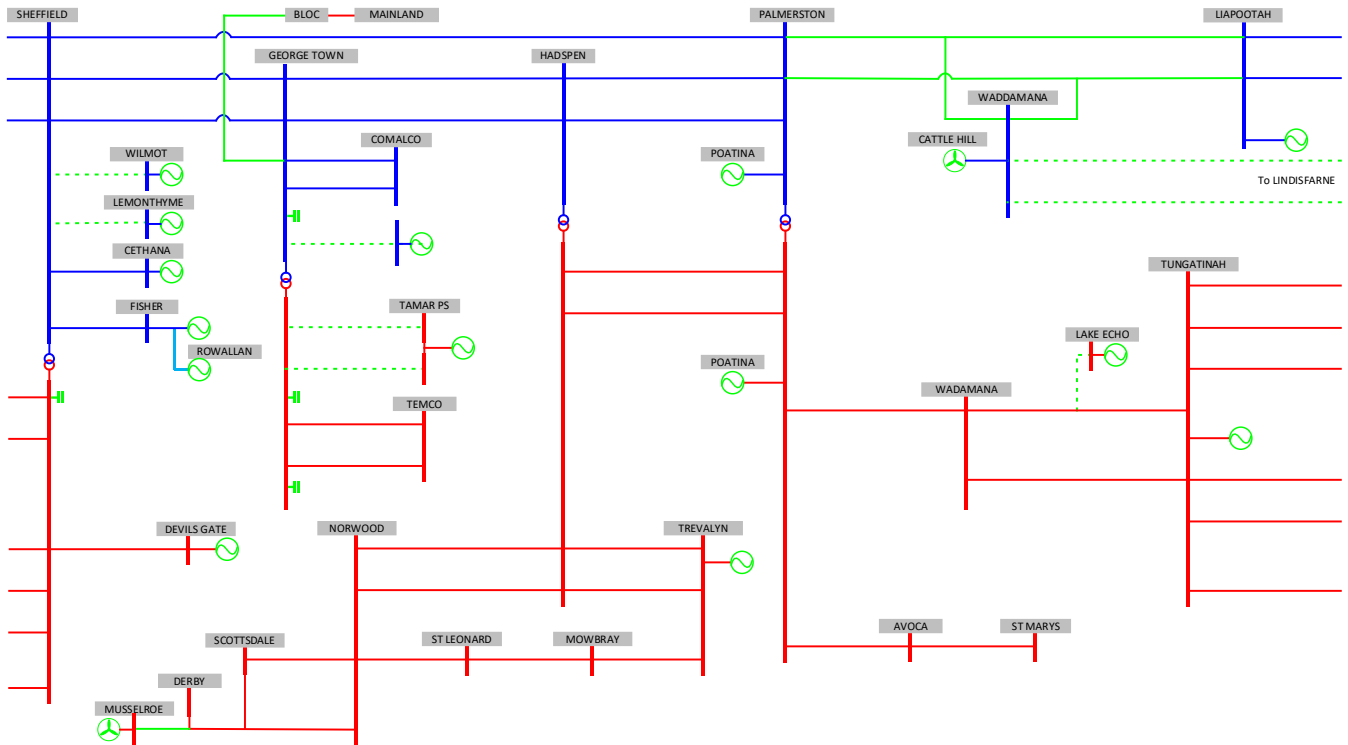 SHEFFIELD
BLOC
MAINLAND
PALMERSTON
LIAPOOTAH
GEORGE TOWN
HADSPEN
WADDAMANA
COMALCO
CATTLE HILL
WILMOT
POATINA
To LINDISFARNE
LEMONTHYME
CETHANA
TUNGATINAH
FISHER
TAMAR PS
LAKE ECHO
ROWALLAN
POATINA
WADAMANA
TEMCO
DEVILS GATE
NORWOOD
TREVALYN
SCOTTSDALE
ST LEONARD
MOWBRAY
AVOCA
ST MARYS
DERBY
MUSSELROE